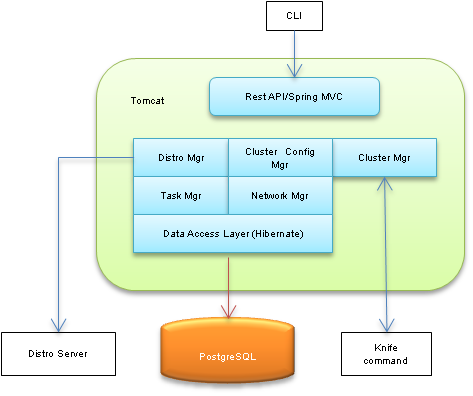 CLI
Rest API/Spring MVC
Tomcat
Distro Mgr
Cluster Config
Mgr
Cluster Mgr
Task Mgr
Network Mgr
Data Access Layer (Hibernate)
Distro Server
PostgreSQL
Knife
command